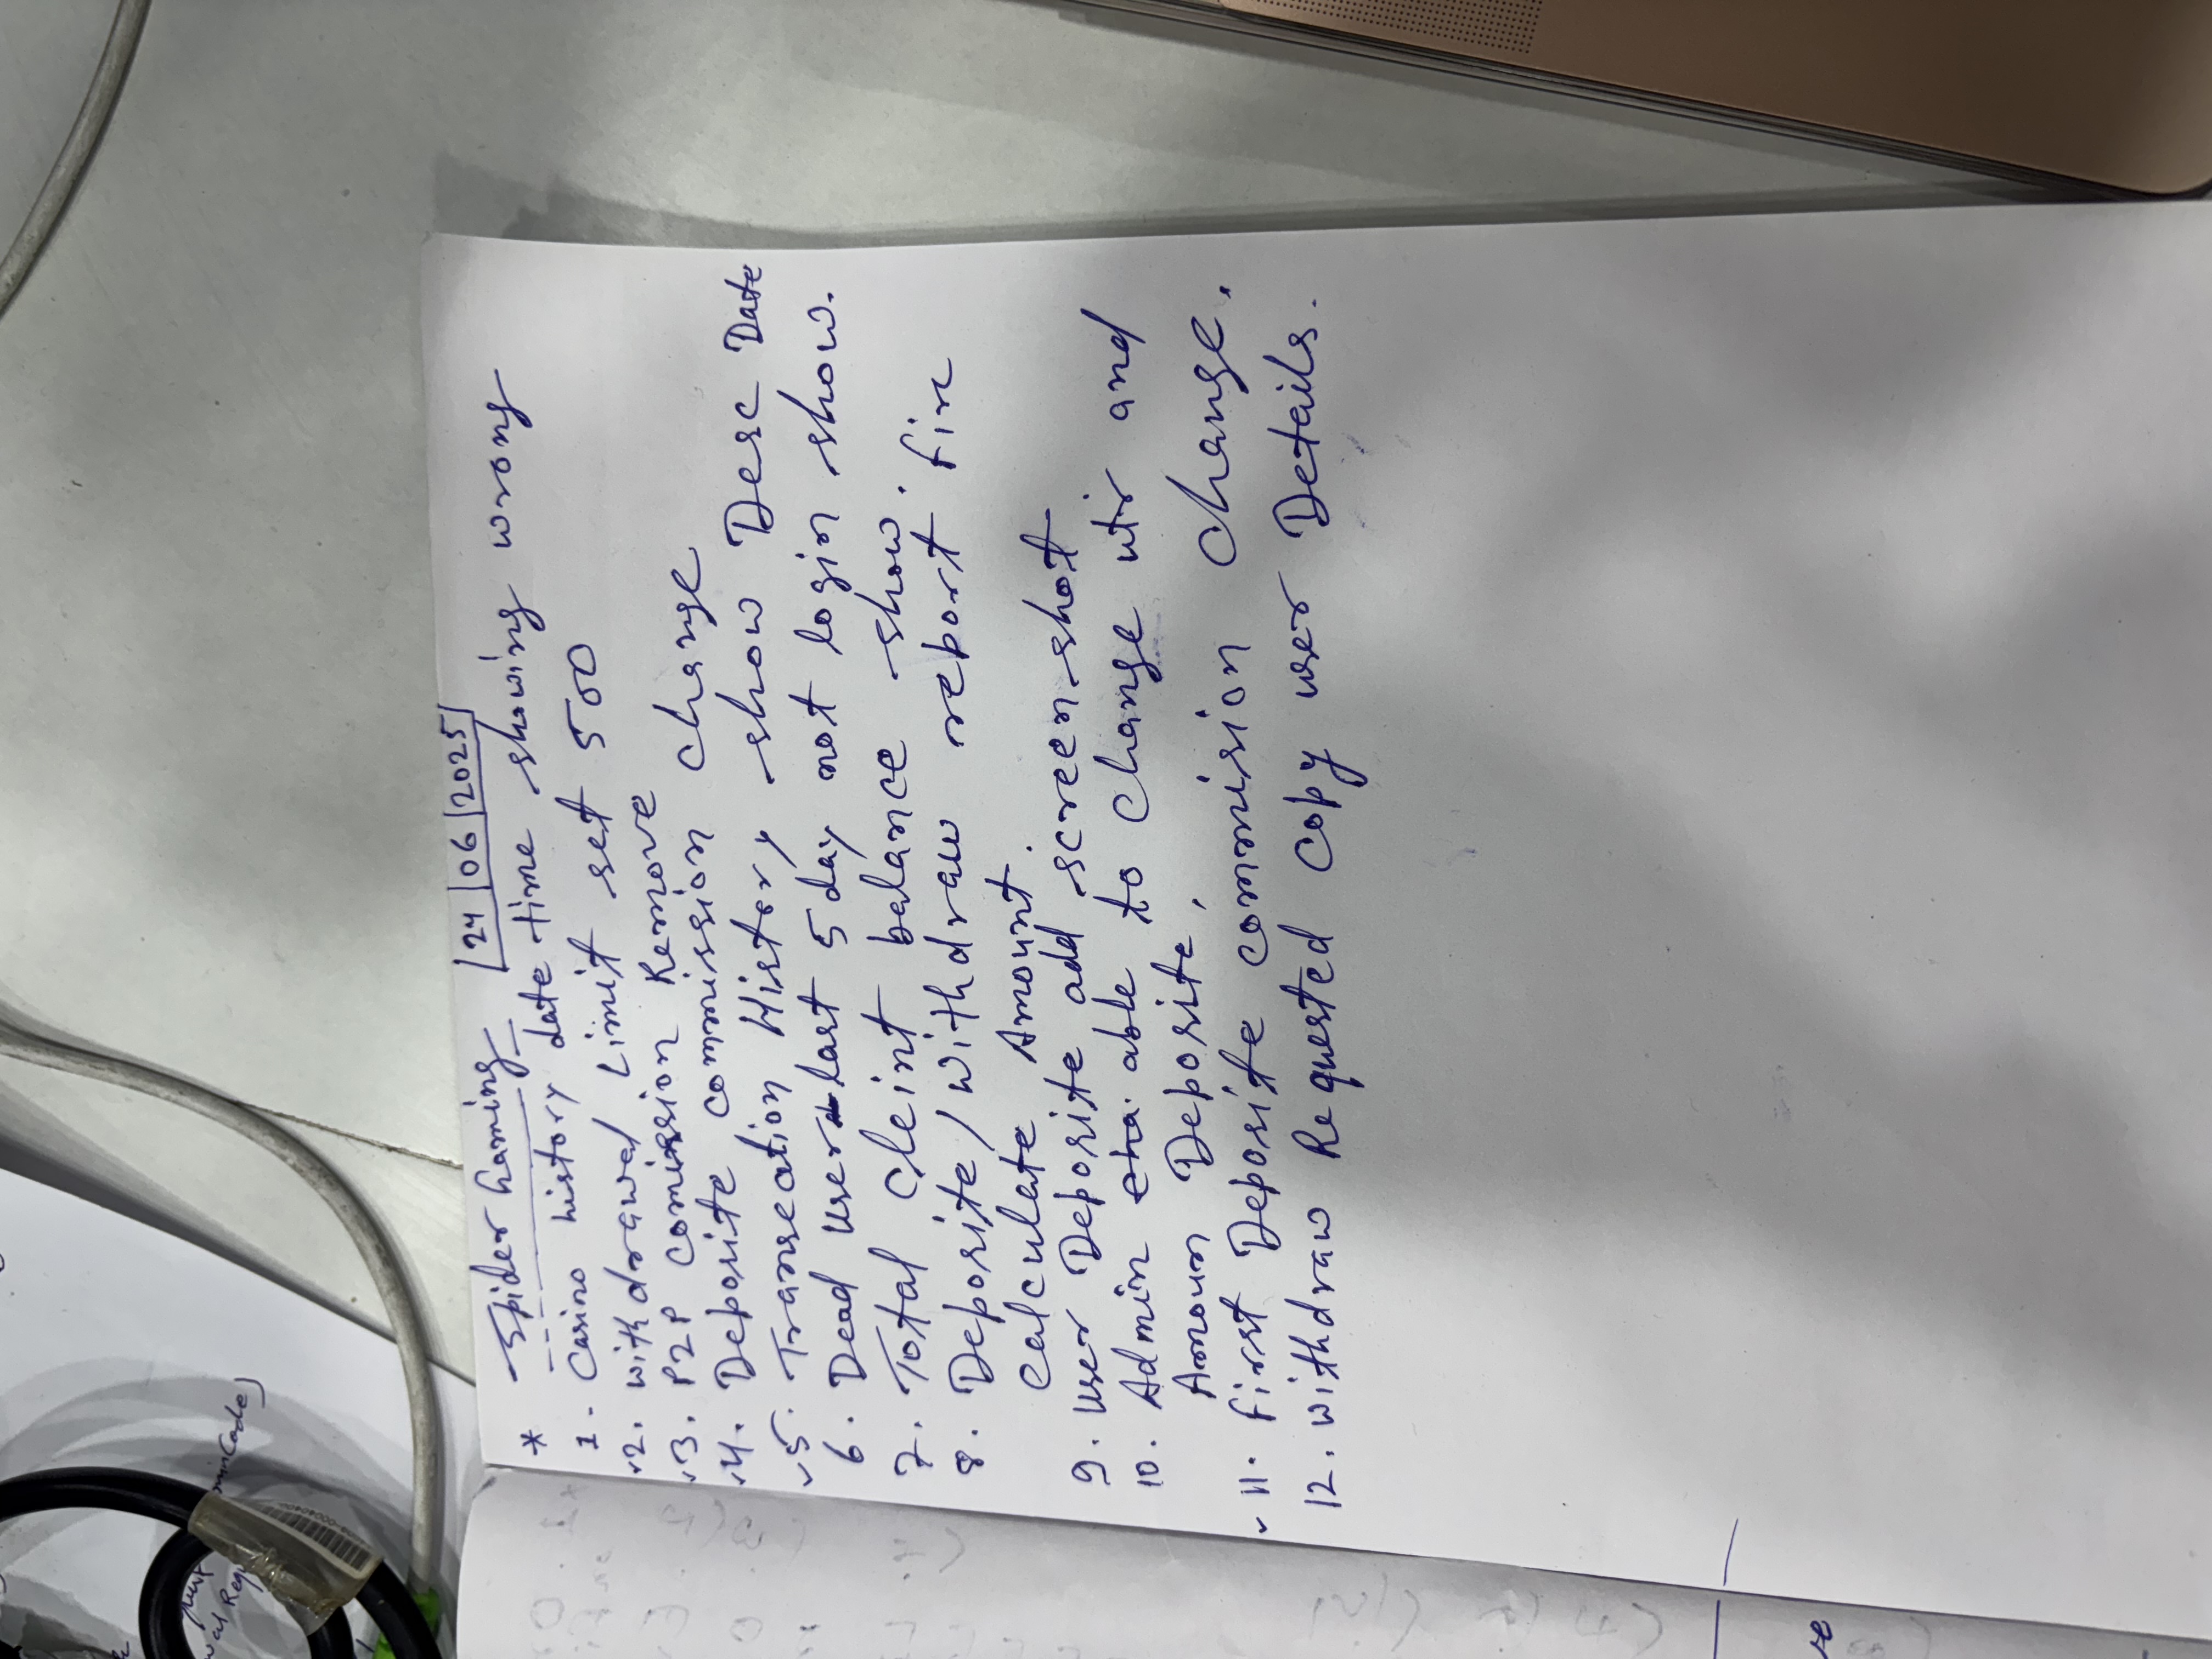 nwal Requ minCode)
* Spider Gaming |24|06|2025|
1. Casino history date time showing wrong
2. withdrawal Limit set 500
3. P2P comission Remove
4. Deposite commission change
5. Transeation History show Desc Date
6. Dead user last 5 day not login show.
7. Total cleint balance show.
8. Deposite/withdraw report fix
calculate Amount.
9. user Deposite add screen shot.
10. Admin able to change utr and
Amoun Deposite.
11. first Deposite commision change.
12. withdraw Requested Copy user Details.